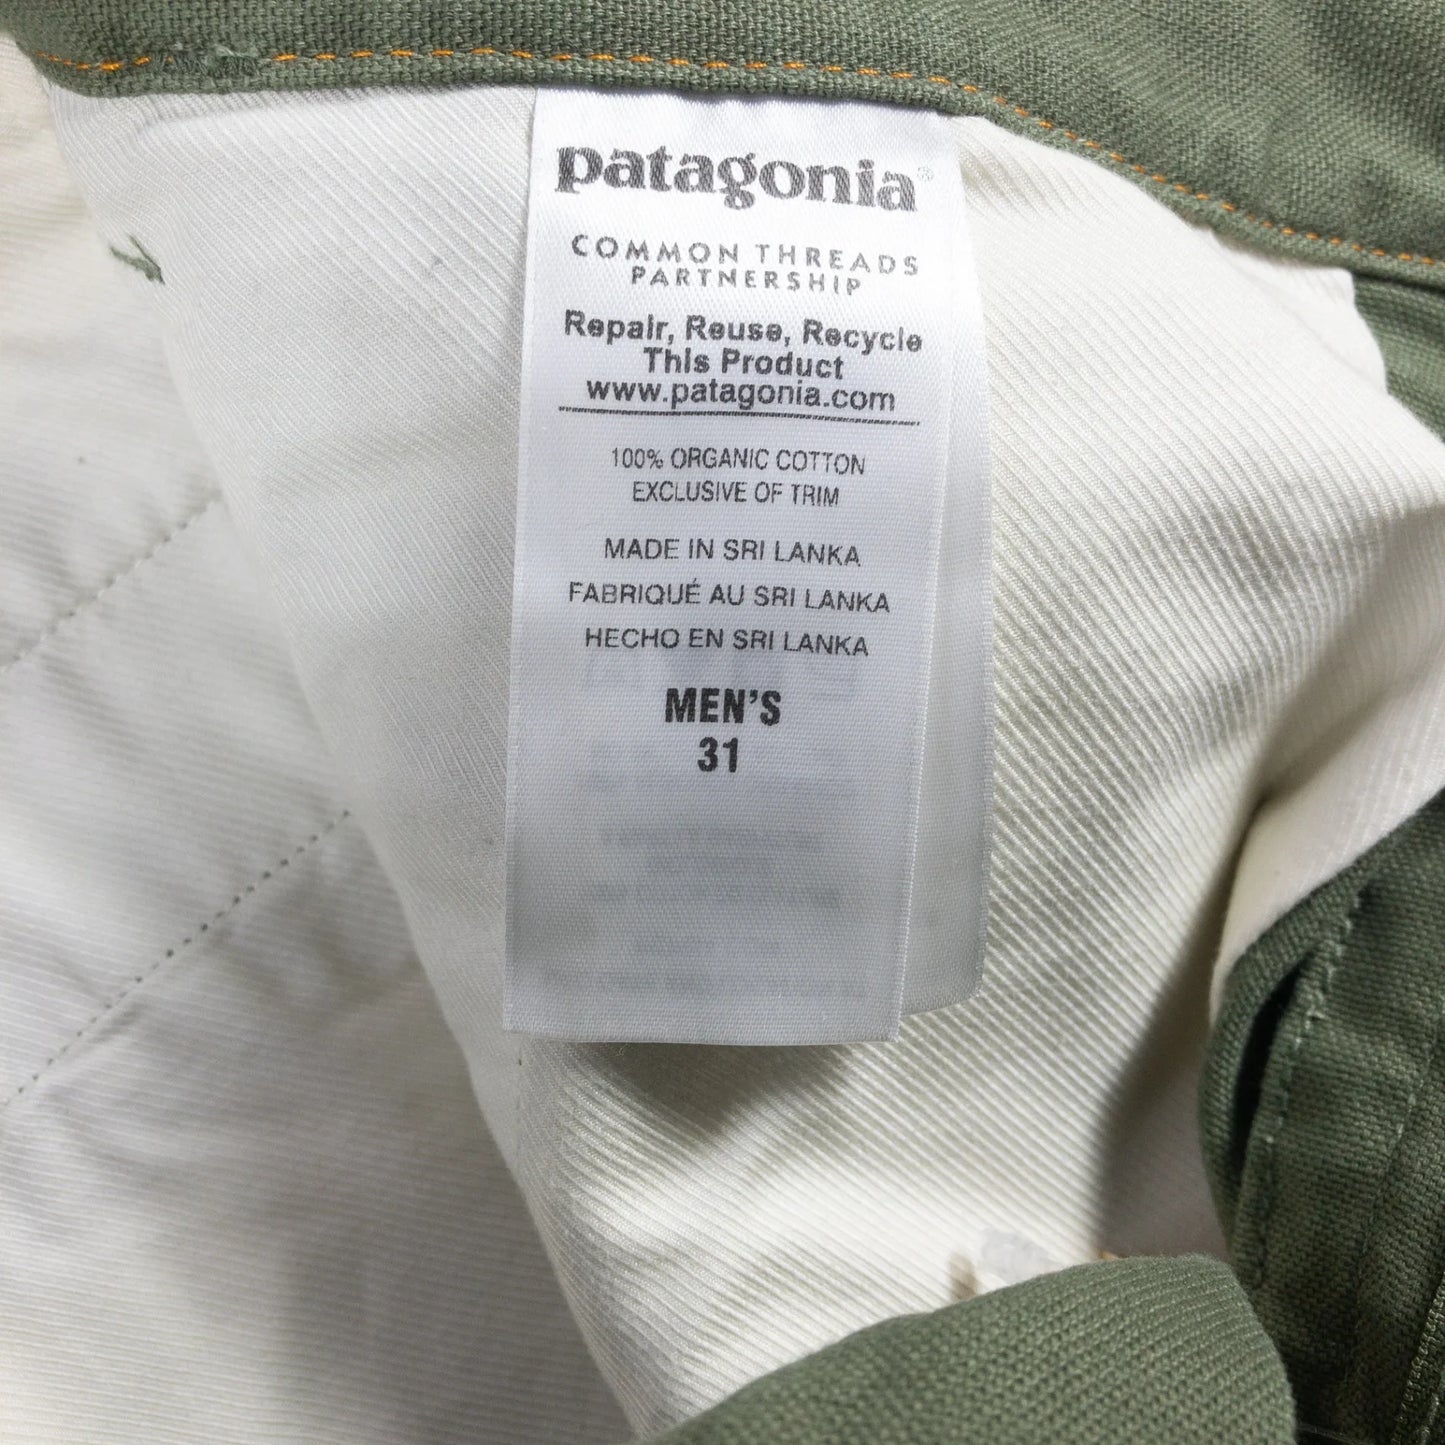 patagonia®
COMMON THREADS
PARTNERSHIP
Repair, Reuse, Recycle
This Product
www.patagonia.com
100% ORGANIC COTTON
EXCLUSIVE OF TRIM
MADE IN SRI LANKA
FABRIQUÉ AU SRI LANKA
HECHO EN SRI LANKA
MEN'S
31